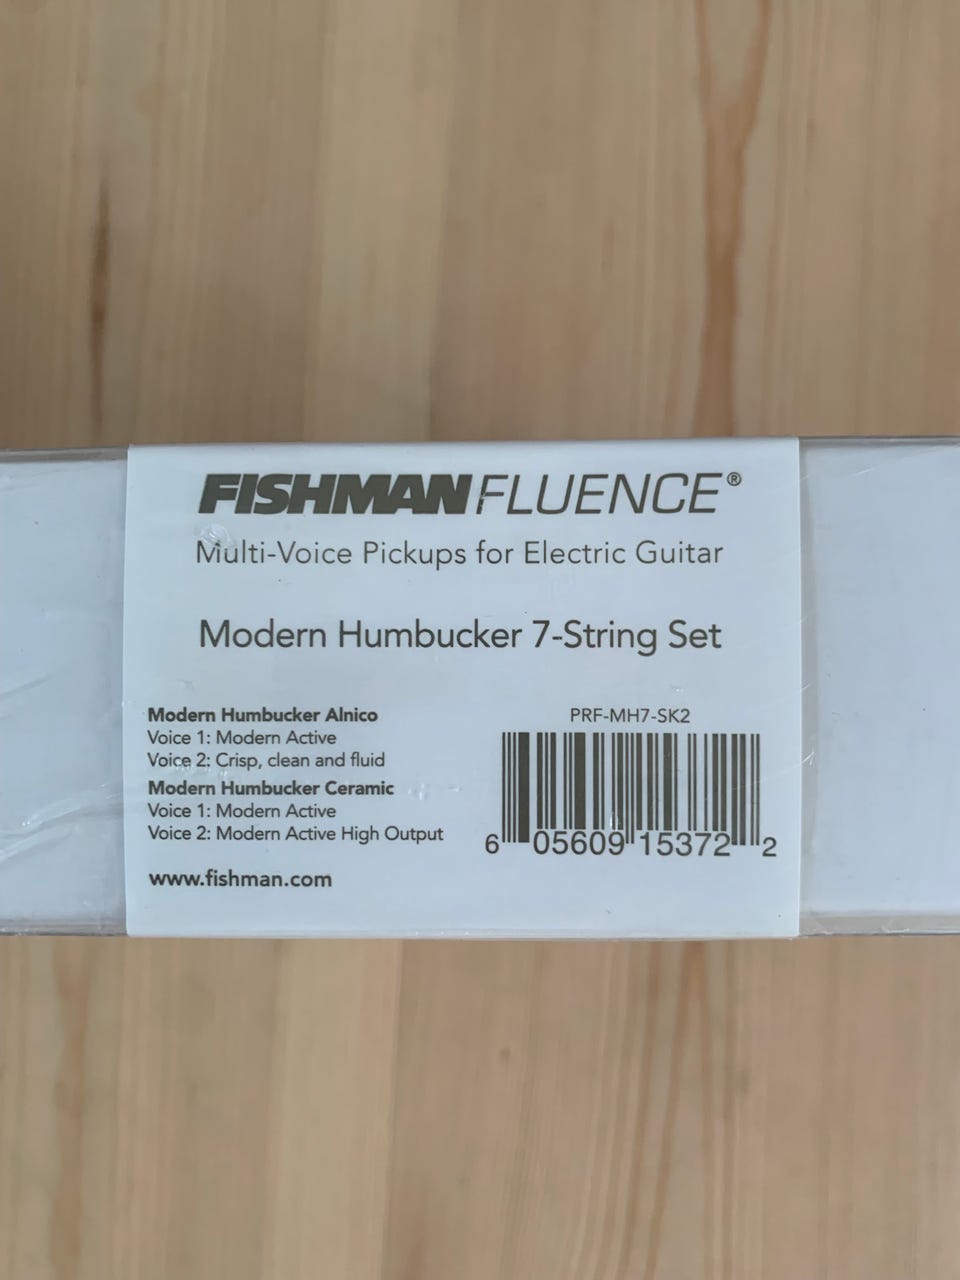 FISHMAN FLUENCE®
Multi-Voice Pickups for Electric Guitar
Modern Humbucker 7-String Set
Modern Humbucker Alnico
Voice 1: Modern Active
Voice 2: Crisp, clean and fluid
Modern Humbucker Ceramic
Voice 1: Modern Active
Voice 2: Modern Active High Output
www.fishman.com
PRF-MH7-SK2
6 05609 15372 2